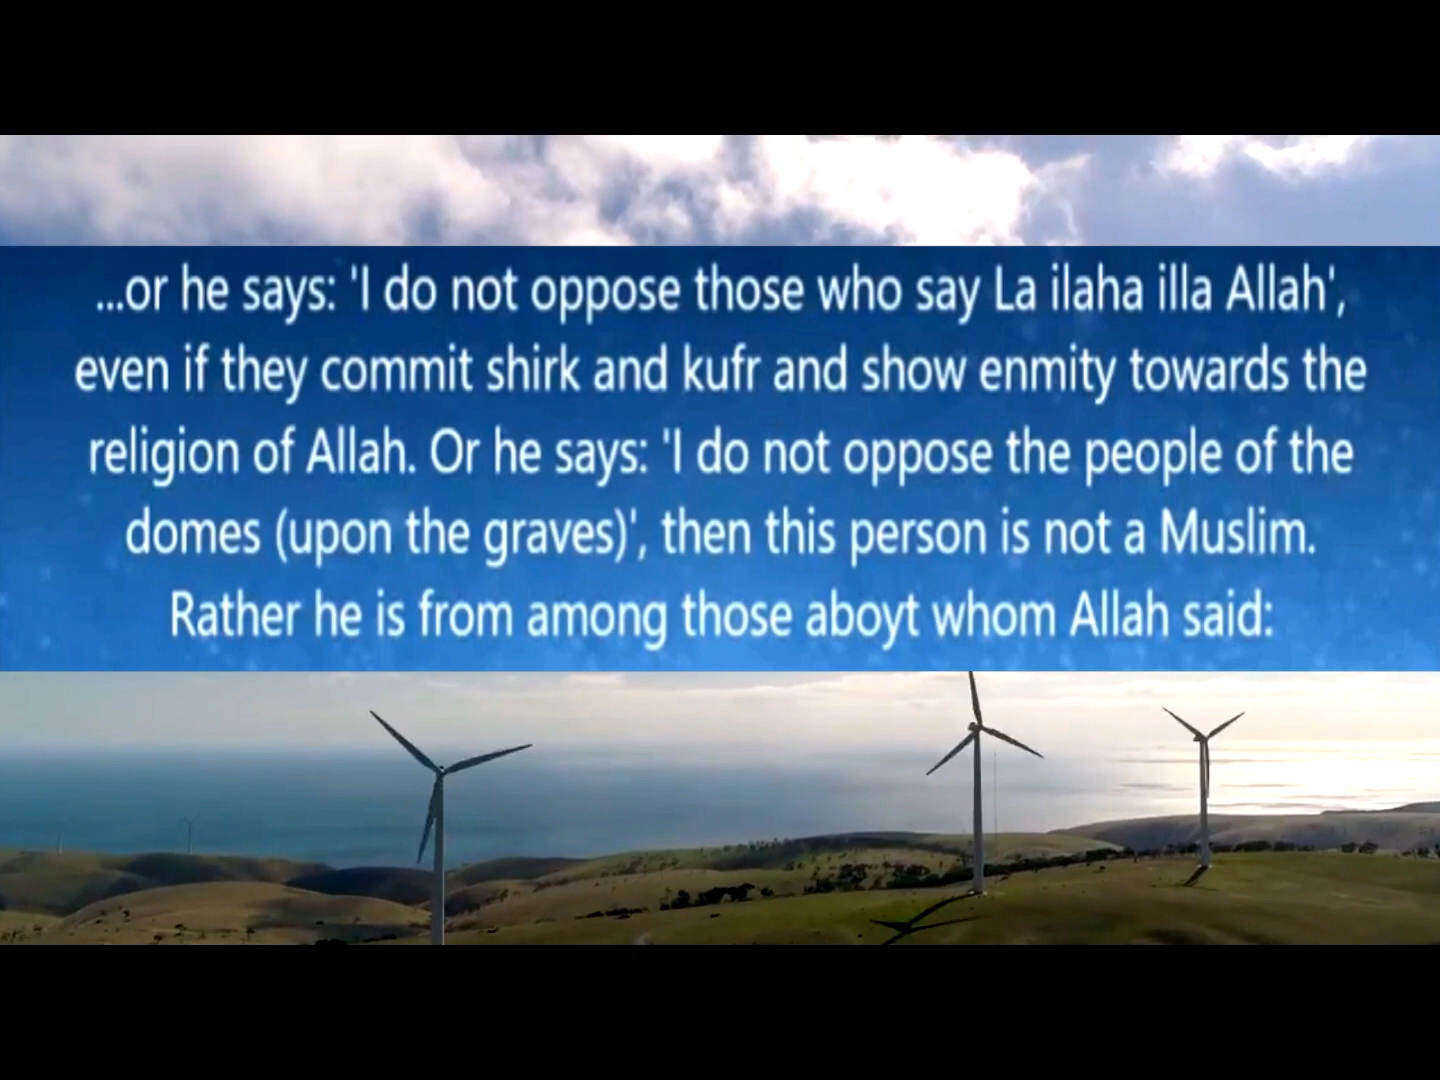 ...or he says: 'I do not oppose those who say La ilaha illa Allah',
even if they commit shirk and kufr and show enmity towards the
religion of Allah. Or he says: 'I do not oppose the people of the
domes (upon the graves)', then this person is not a Muslim.
Rather he is from among those aboyt whom Allah said: